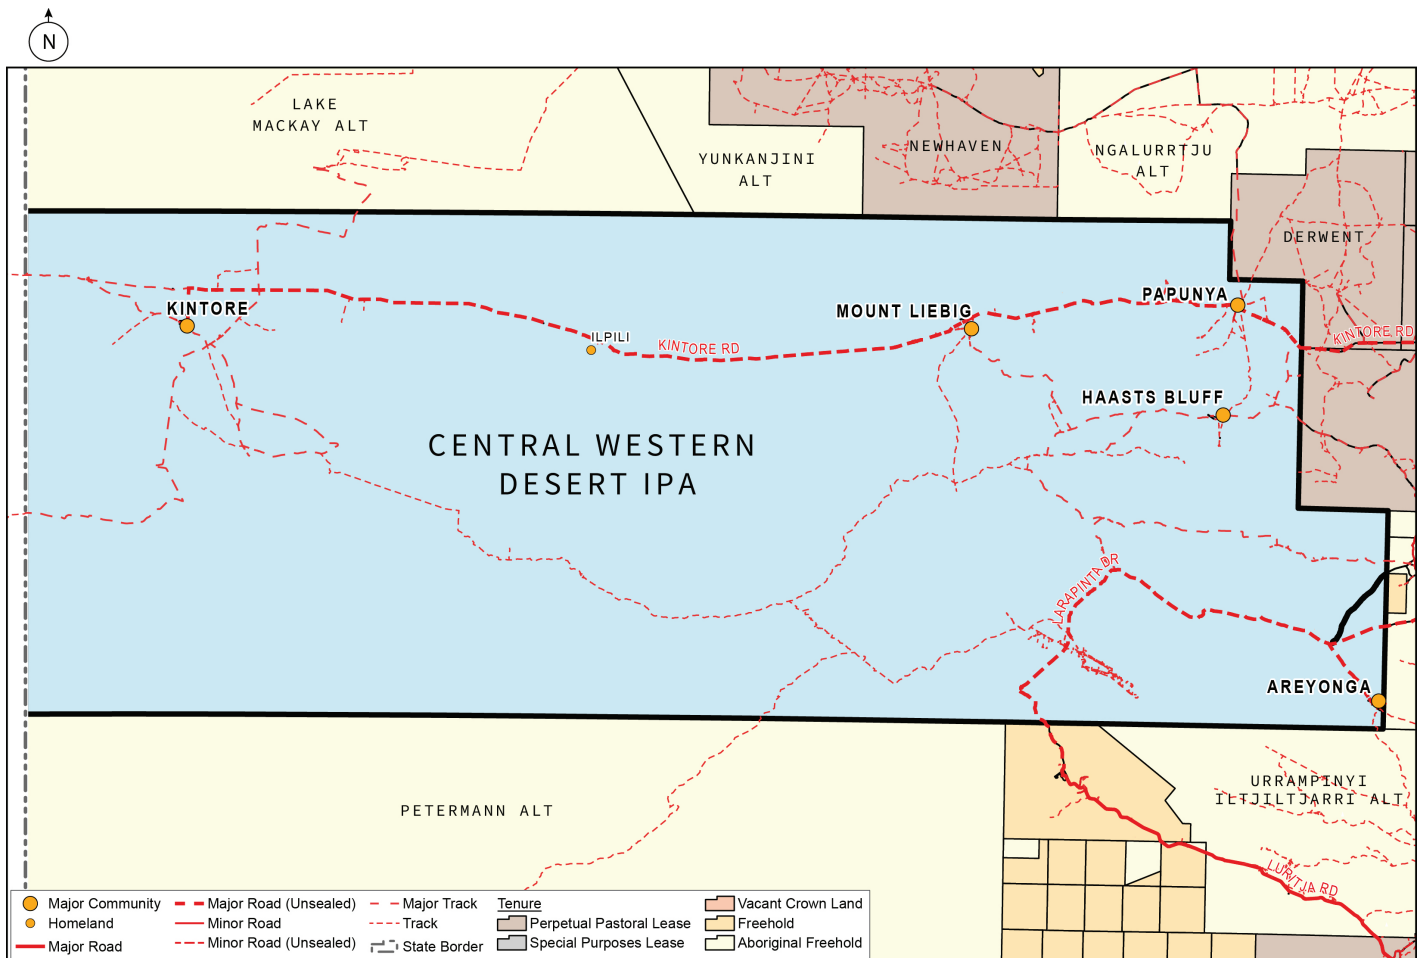 N
LAKE
MACKAY ALT
YUNKANJINI
ALT
NEWHAVEN
NGALURRTJU
ALT
DERWENT
KINTORE
ILPILI
KINTORE RD
MOUNT LIEBIG
PAPUNYA
KINTORE RD
HAASTS BLUFF
CENTRAL WESTERN
DESERT IPA
LARAPINTA DR
AREYONGA
PETERMANN ALT
URRAMPINYI
ILTJILTJARRI ALT
LURITJA RD
Major Community
Homeland
Major Road
Major Road (Unsealed)
Minor Road
Minor Road (Unsealed)
Major Track
Track
State Border
Tenure
Perpetual Pastoral Lease
Special Purposes Lease
Vacant Crown Land
Freehold
Aboriginal Freehold